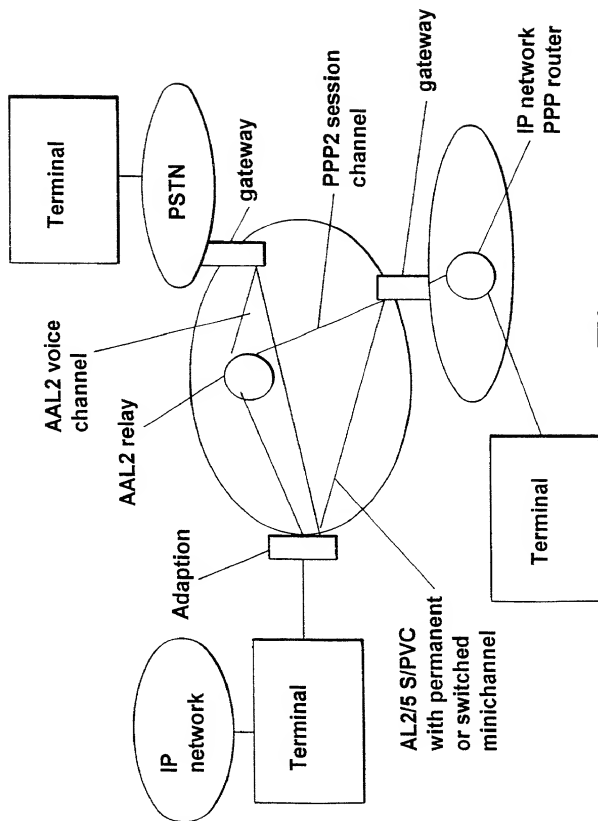 AAL2 voice
channel
Terminal
AAL2 relay
IP
network
Adaption
PSTN
gateway
Terminal
PPP2 session
channel
AL2/5 S/PVC
with permanent
or switched
minichannel
gateway
IP network
PPP router
Terminal